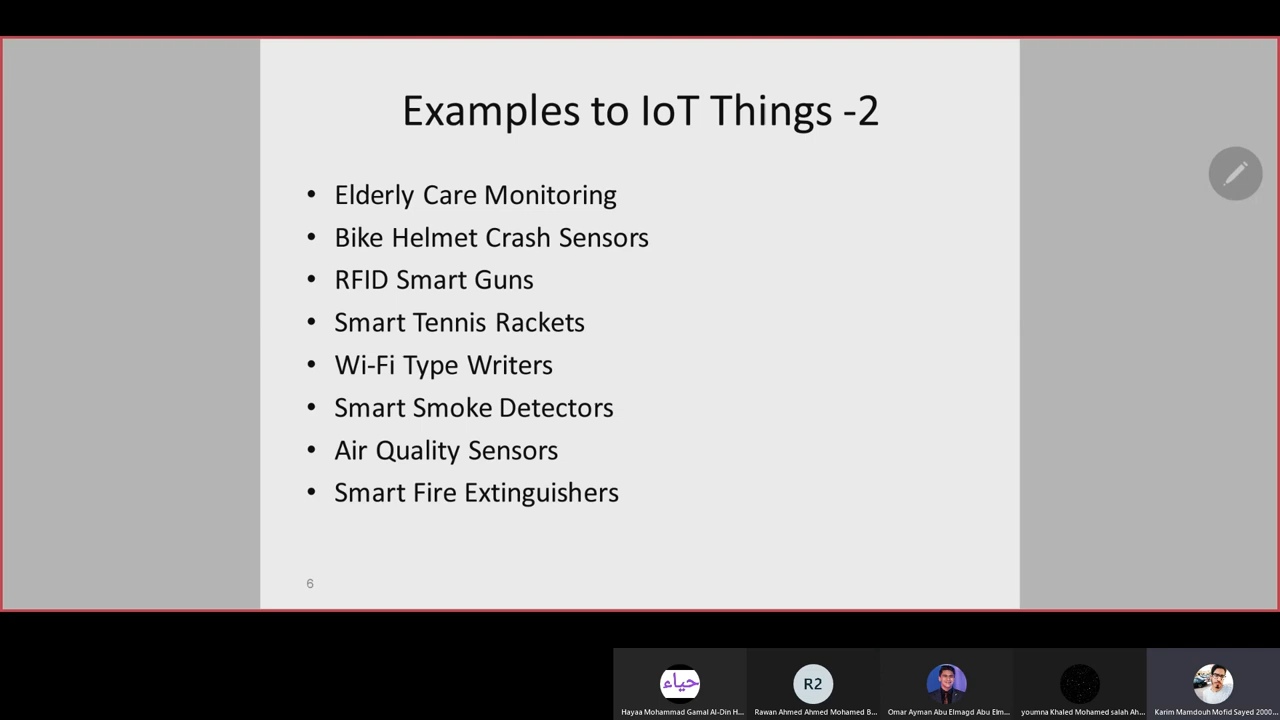 Examples to IoT Things -2
• Elderly Care Monitoring
• Bike Helmet Crash Sensors
• RFID Smart Guns
• Smart Tennis Rackets
• Wi-Fi Type Writers
• Smart Smoke Detectors
• Air Quality Sensors
• Smart Fire Extinguishers
6
حياء
R2
Hayaa Mohammad Gamal Al-Din H...
Rawan Ahmed Ahmed Mohamed B...
Omar Ayman Abu Elmagd Abu Elm...
youmna Khaled Mohamed salah Ah...
Karim Mamdouh Mofid Sayed 2000...